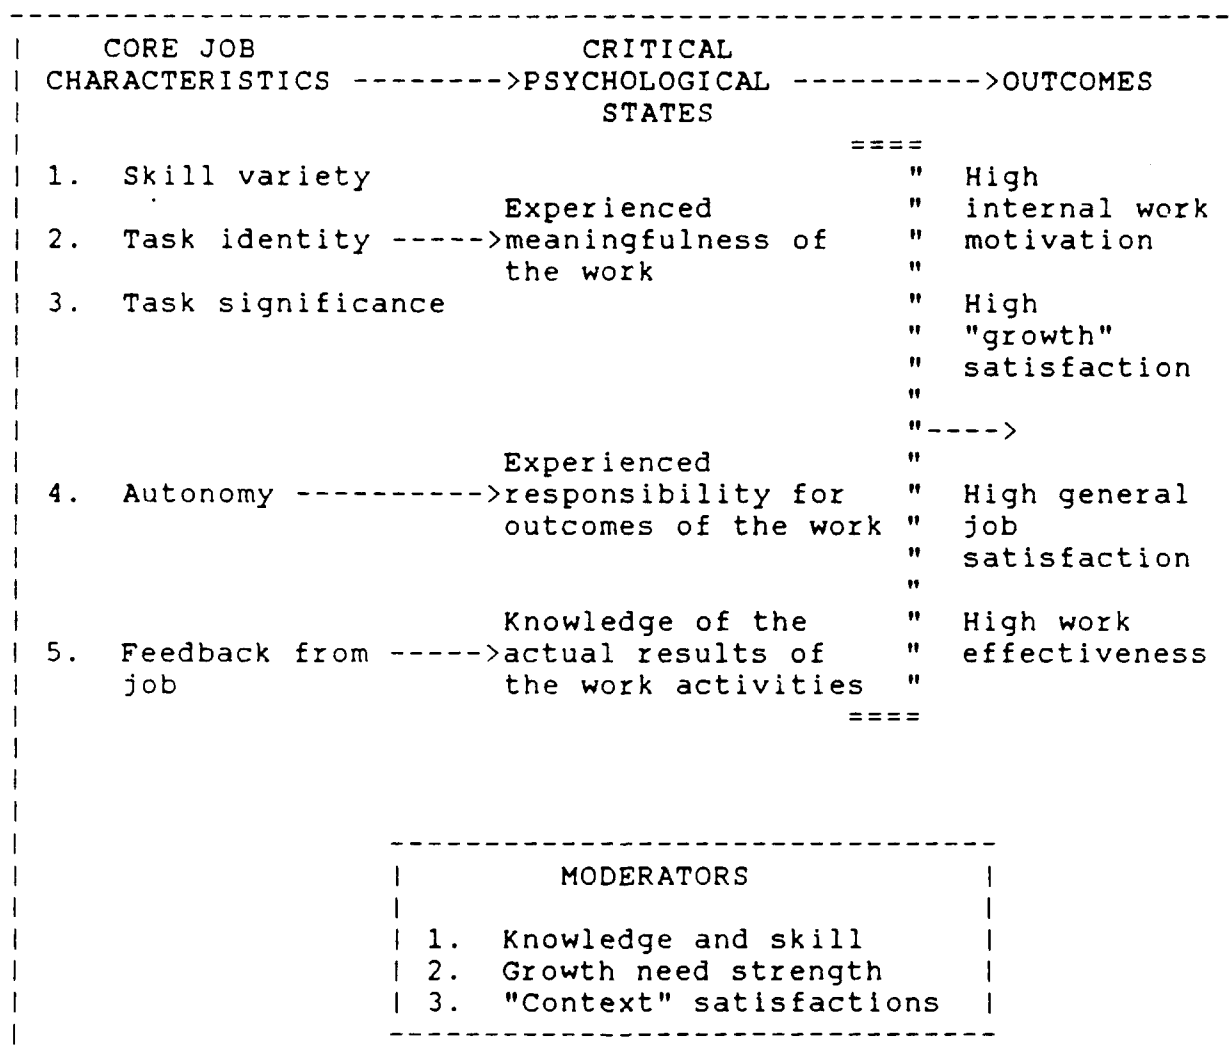 CORE JOB CRITICAL
CHARACTERISTICS -------->PSYCHOLOGICAL ---------->OUTCOMES
STATES
====
1. Skill variety " High
Experienced " internal work
2. Task identity ----->meaningfulness of " motivation
the work "
3. Task significance " High
" "growth"
" satisfaction
"
"---->
Experienced "
4. Autonomy ---------->responsibility for " High general
outcomes of the work " job
" satisfaction
"
Knowledge of the " High work
5. Feedback from ----->actual results of " effectiveness
job the work activities "
====
MODERATORS
1. Knowledge and skill
2. Growth need strength
3. "Context" satisfactions